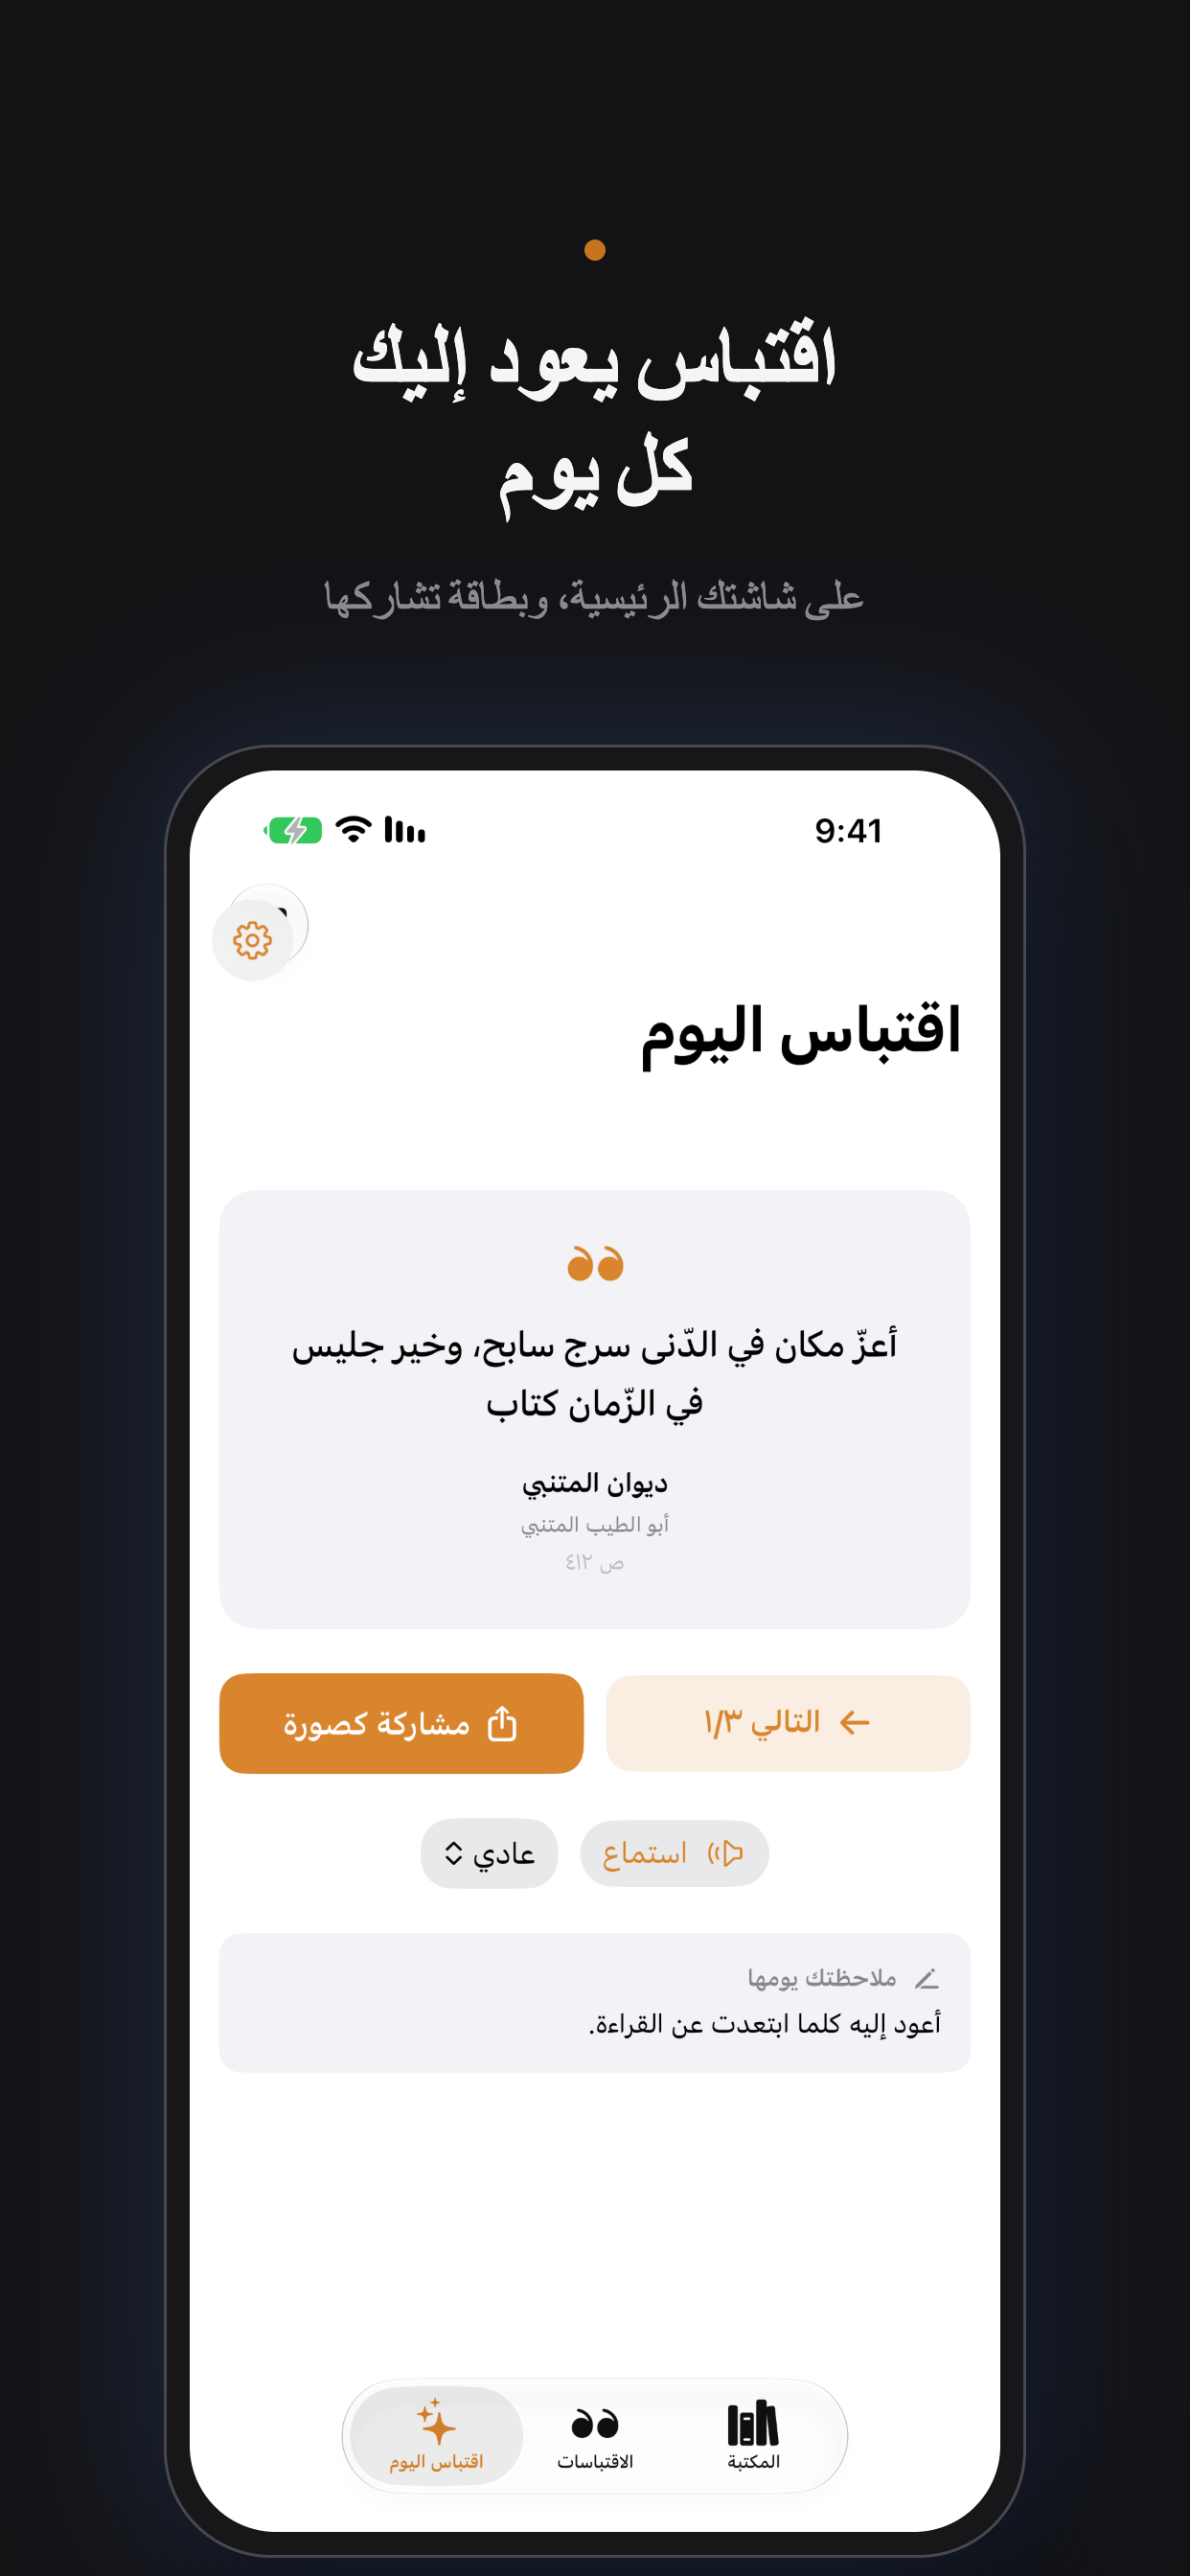 اقتباس يعود إليك
كل يوم
على شاشتك الرئيسية، وبطاقة تشاركها
9:41
اقتباس اليوم
أعزّ مكان في الدّنى سرج سابح، وخير جليس
في الزّمان كتاب
ديوان المتنبي
أبو الطيب المتنبي
ص ٤١٢
التالي ١/٣
مشاركة كصورة
استماع
عادي
ملاحظتك يومها
أعود إليه كلما ابتعدت عن القراءة.
المكتبة
الاقتباسات
اقتباس اليوم